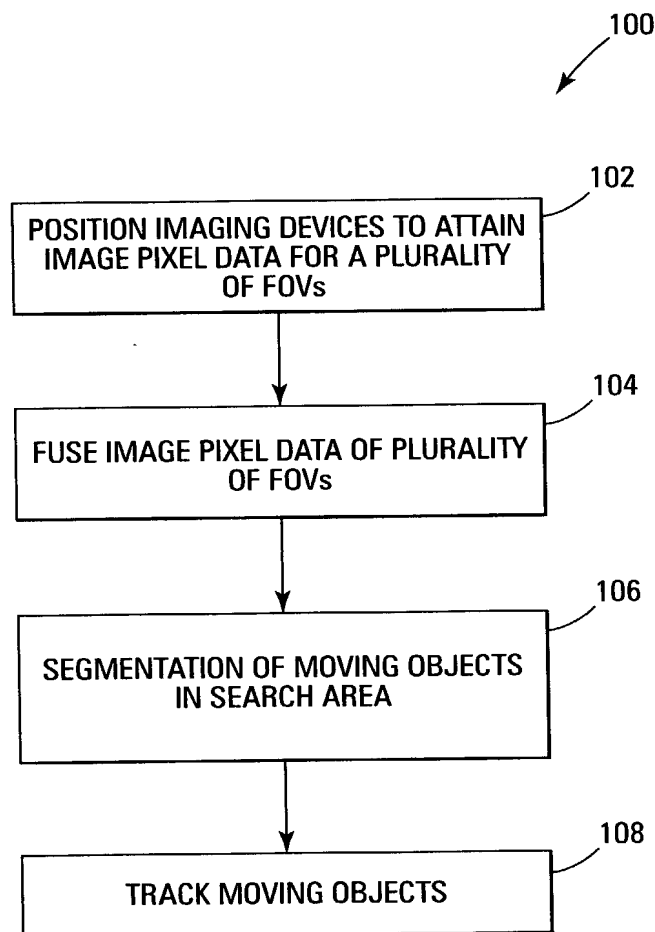 100
102
POSITION IMAGING DEVICES TO ATTAIN
IMAGE PIXEL DATA FOR A PLURALITY
OF FOVs
104
FUSE IMAGE PIXEL DATA OF PLURALITY
OF FOVs
106
SEGMENTATION OF MOVING OBJECTS
IN SEARCH AREA
108
TRACK MOVING OBJECTS